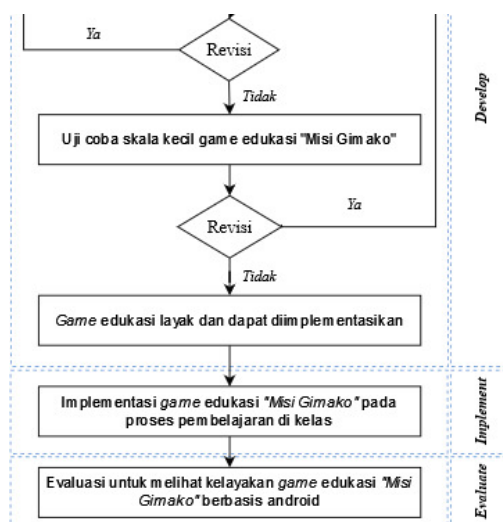 Ya
Revisi
Tidak
Uji coba skala kecil game edukasi "Misi Gimako"
Revisi
Ya
Tidak
Game edukasi layak dan dapat diimplementasikan
Develop
Implementasi game edukasi "Misi Gimako" pada
proses pembelajaran di kelas
Implement
Evaluasi untuk melihat kelayakan game edukasi "Misi
Gimako" berbasis android
Evaluate